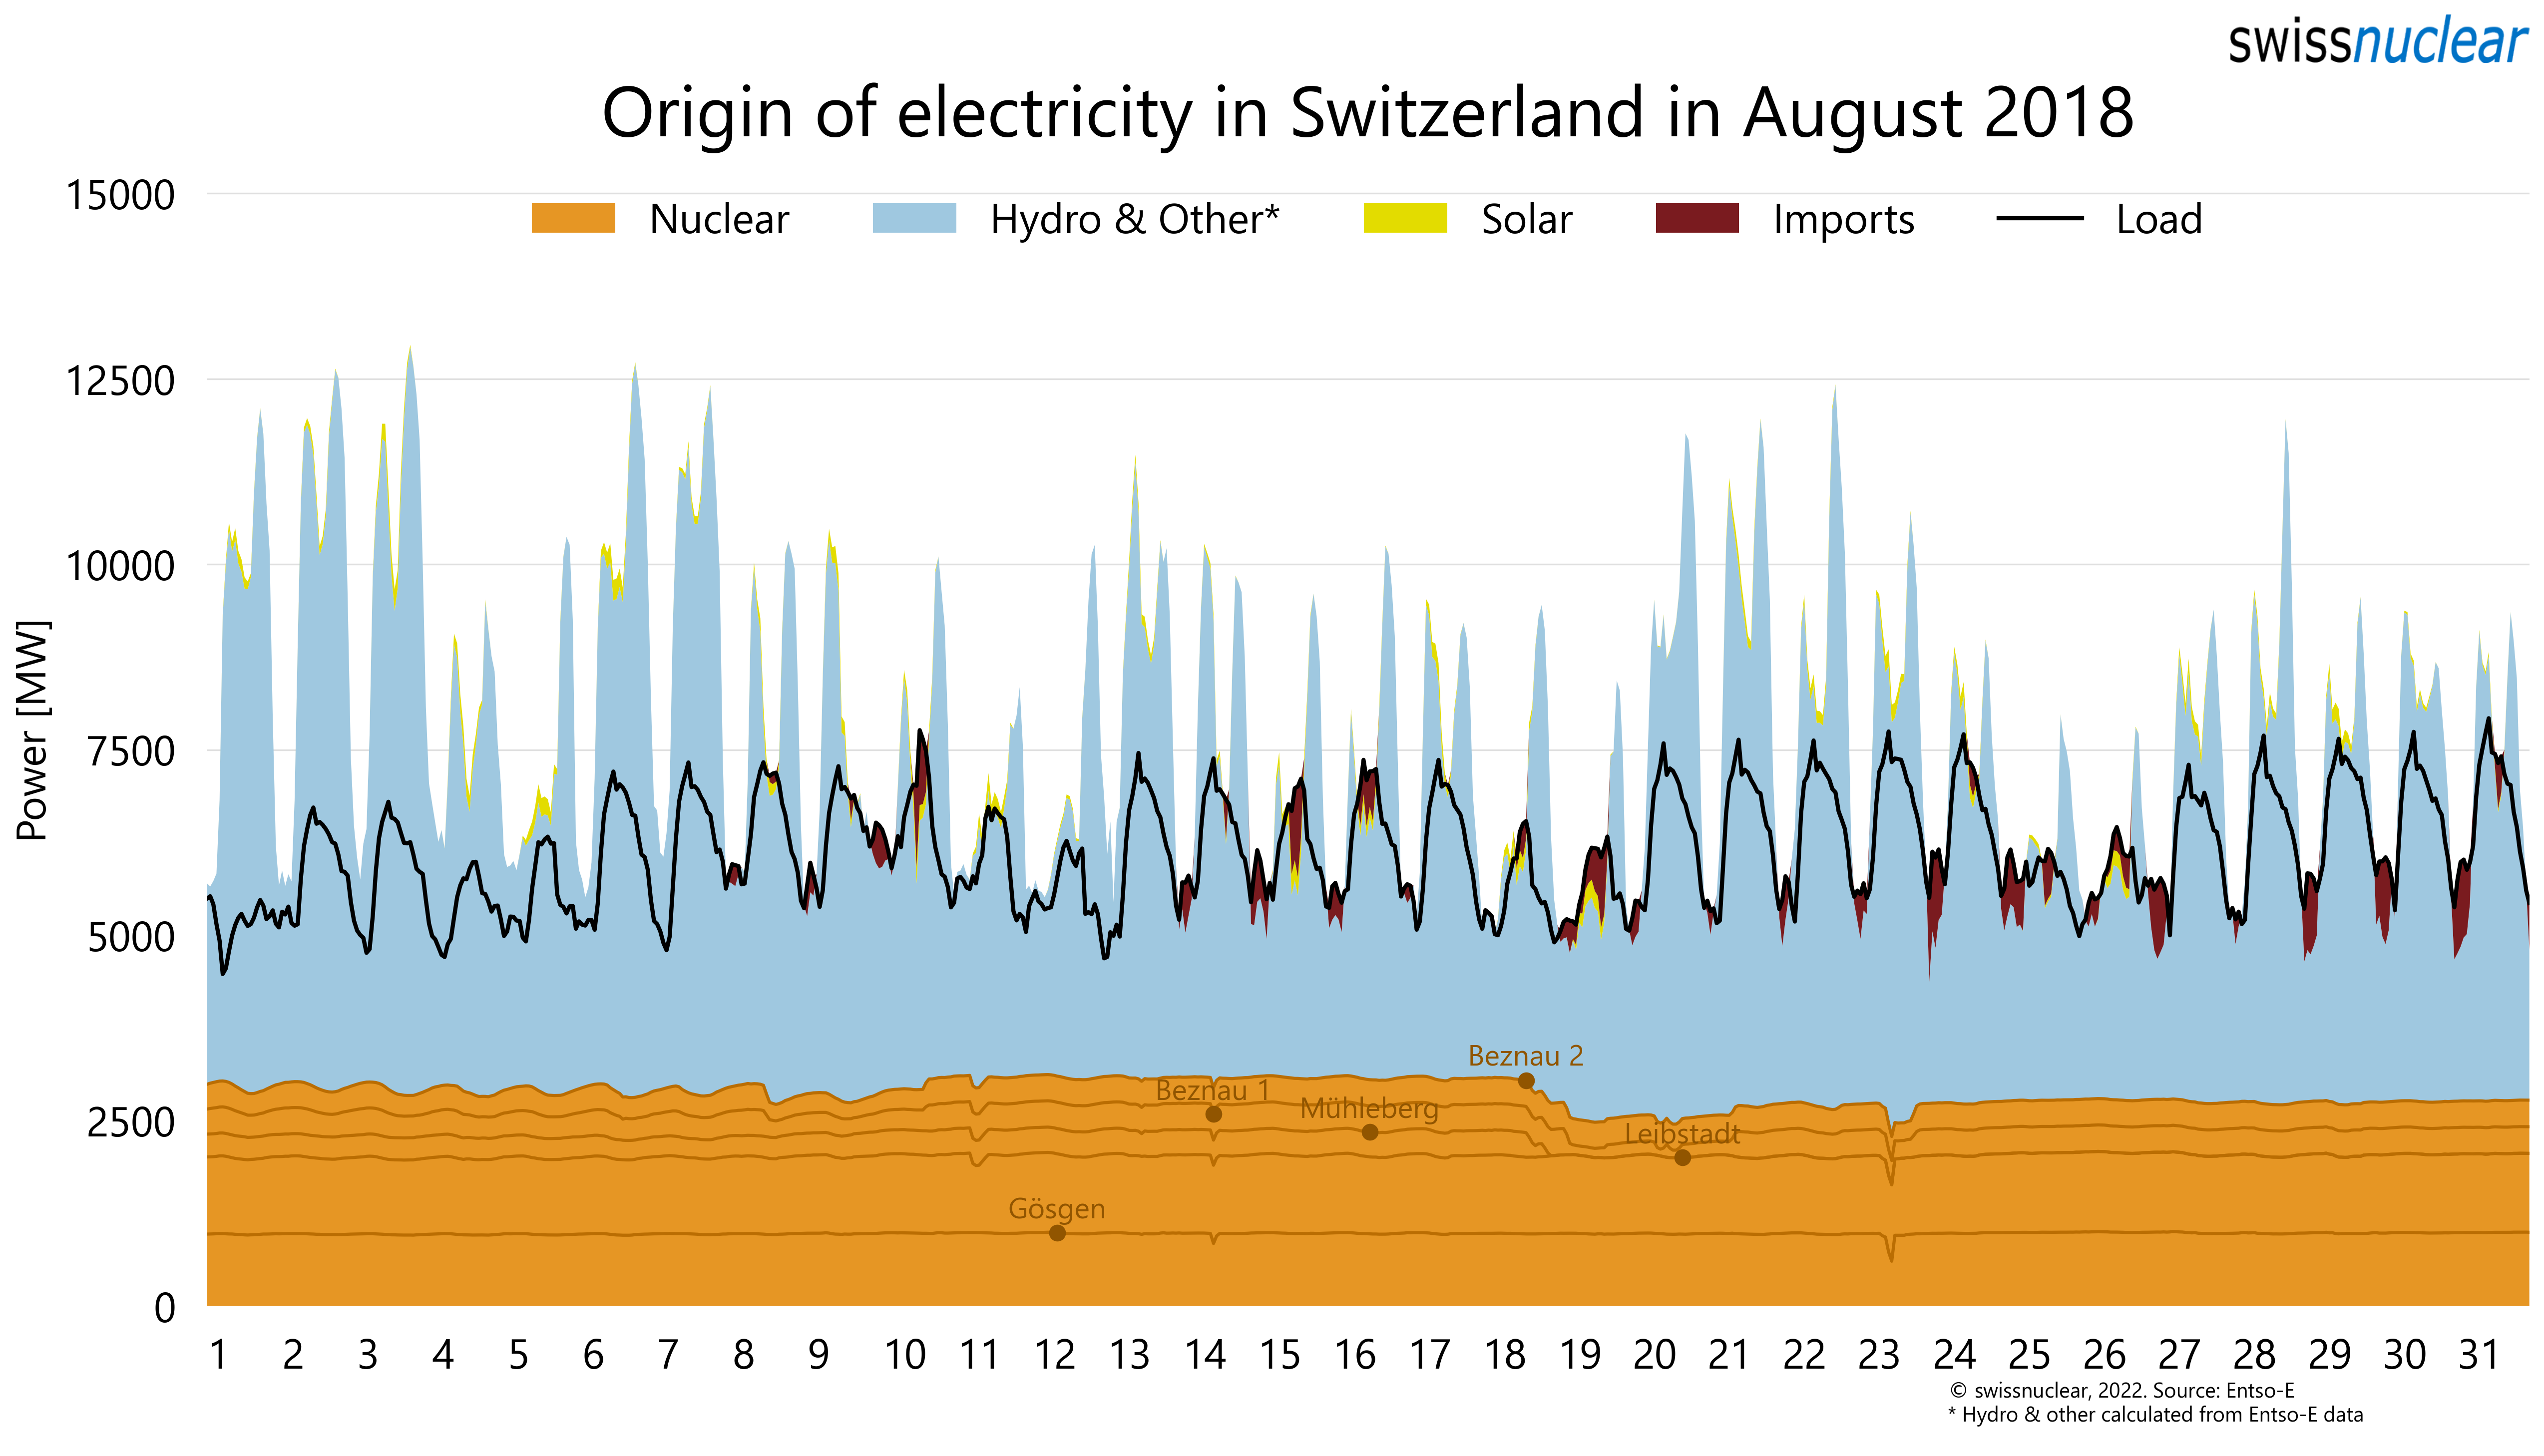 swissnuclear
Origin of electricity in Switzerland in August 2018
15000
Nuclear Hydro & Other* Solar Imports Load
12500
10000
7500
5000
2500
0
Power [MW]
Beznau 2
Beznau 1
Mühleberg
Leibstadt
Gösgen
1 2 3 4 5 6 7 8 9 10 11 12 13 14 15 16 17 18 19 20 21 22 23 24 25 26 27 28 29 30 31
© swissnuclear, 2022. Source: Entso-E
* Hydro & other calculated from Entso-E data